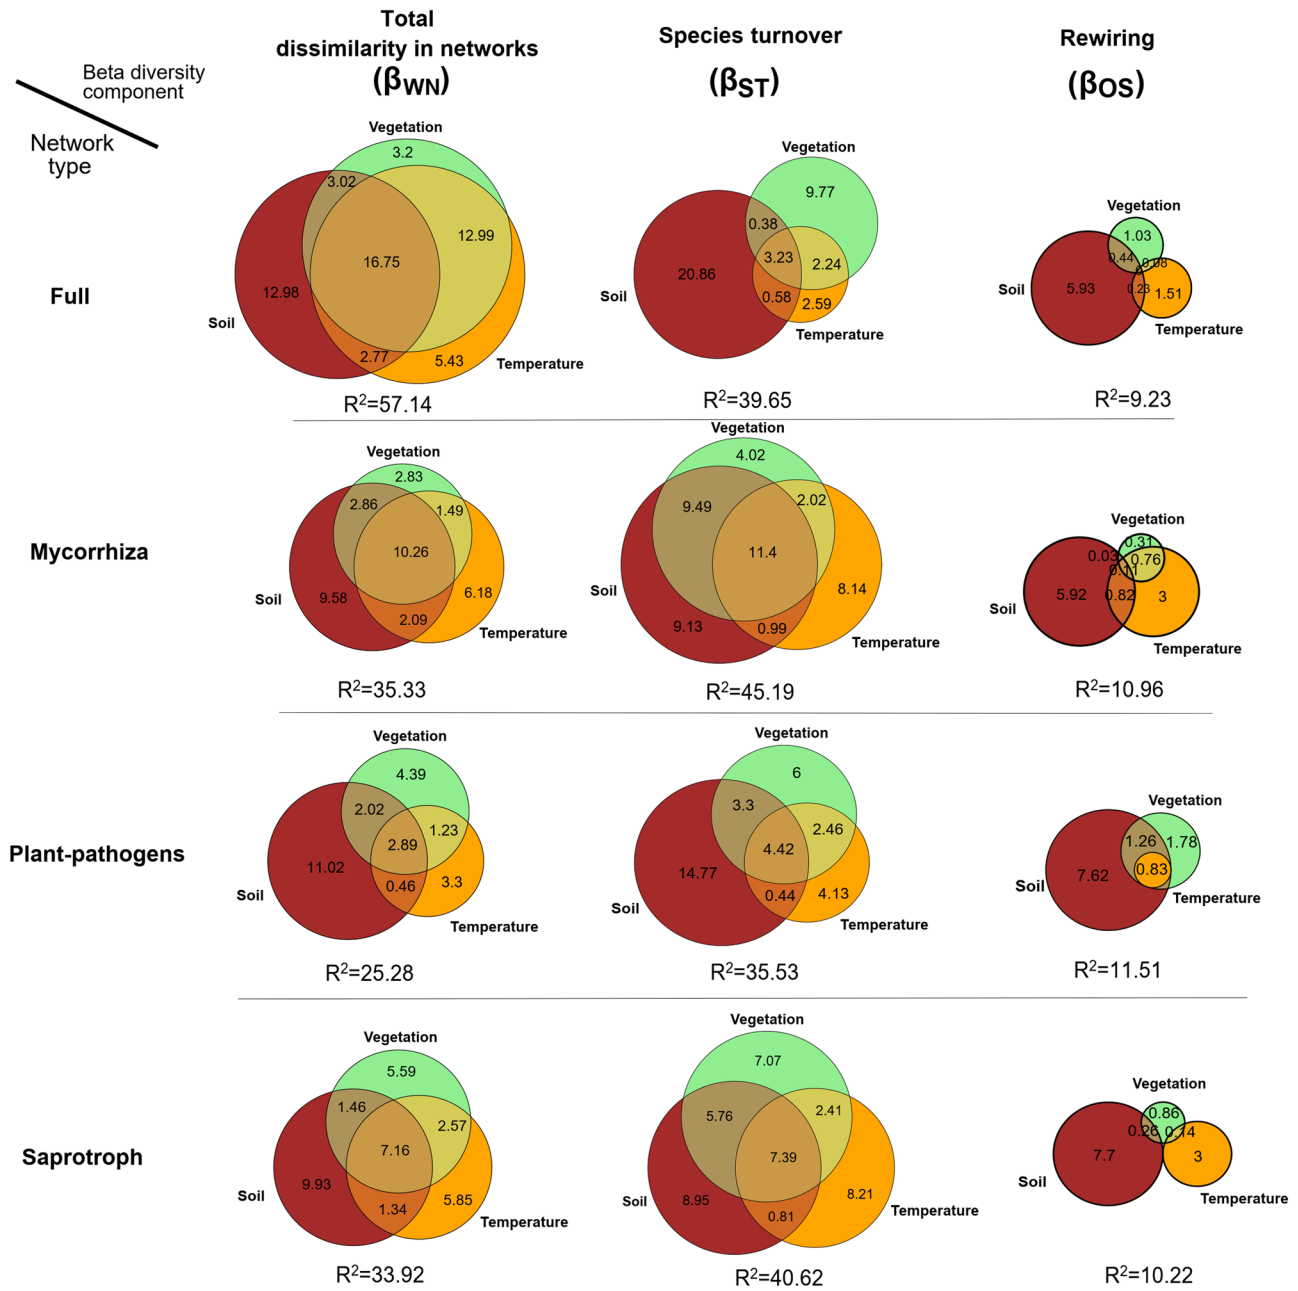 Total
dissimilarity in networks
(βWN)
Species turnover
(βST)
Rewiring
(βOS)
Beta diversity
component
Network
type
Full
Vegetation
3.2
3.02
12.99
16.75
12.98
2.77
5.43
Soil
Temperature
R²=57.14
Vegetation
9.77
0.38
3.23
2.24
20.86
0.58
2.59
Soil
Temperature
R²=39.65
Vegetation
1.03
0.44
0.08
0
5.93
0.23
1.51
Soil
Temperature
R²=9.23
Mycorrhiza
Vegetation
2.83
2.86
1.49
10.26
9.58
6.18
2.09
Soil
Temperature
R²=35.33
Vegetation
4.02
9.49
2.02
11.4
8.14
9.13
0.99
Soil
Temperature
R²=45.19
Vegetation
0.31
0.03
0.76
0.11
5.92
0.82
3
Soil
Temperature
R²=10.96
Plant-pathogens
Vegetation
4.39
2.02
1.23
2.89
11.02
0.46
3.3
Soil
Temperature
R²=25.28
Vegetation
6
3.3
2.46
4.42
14.77
0.44
4.13
Soil
Temperature
R²=35.53
Vegetation
1.26
1.78
7.62
0.83
Soil
Temperature
R²=11.51
Saprotroph
Vegetation
5.59
1.46
2.57
7.16
9.93
1.34
5.85
Soil
Temperature
R²=33.92
Vegetation
7.07
5.76
2.41
7.39
8.95
0.81
8.21
Soil
Temperature
R²=40.62
Vegetation
0.86
0.26
0.14
7.7
3
Soil
Temperature
R²=10.22